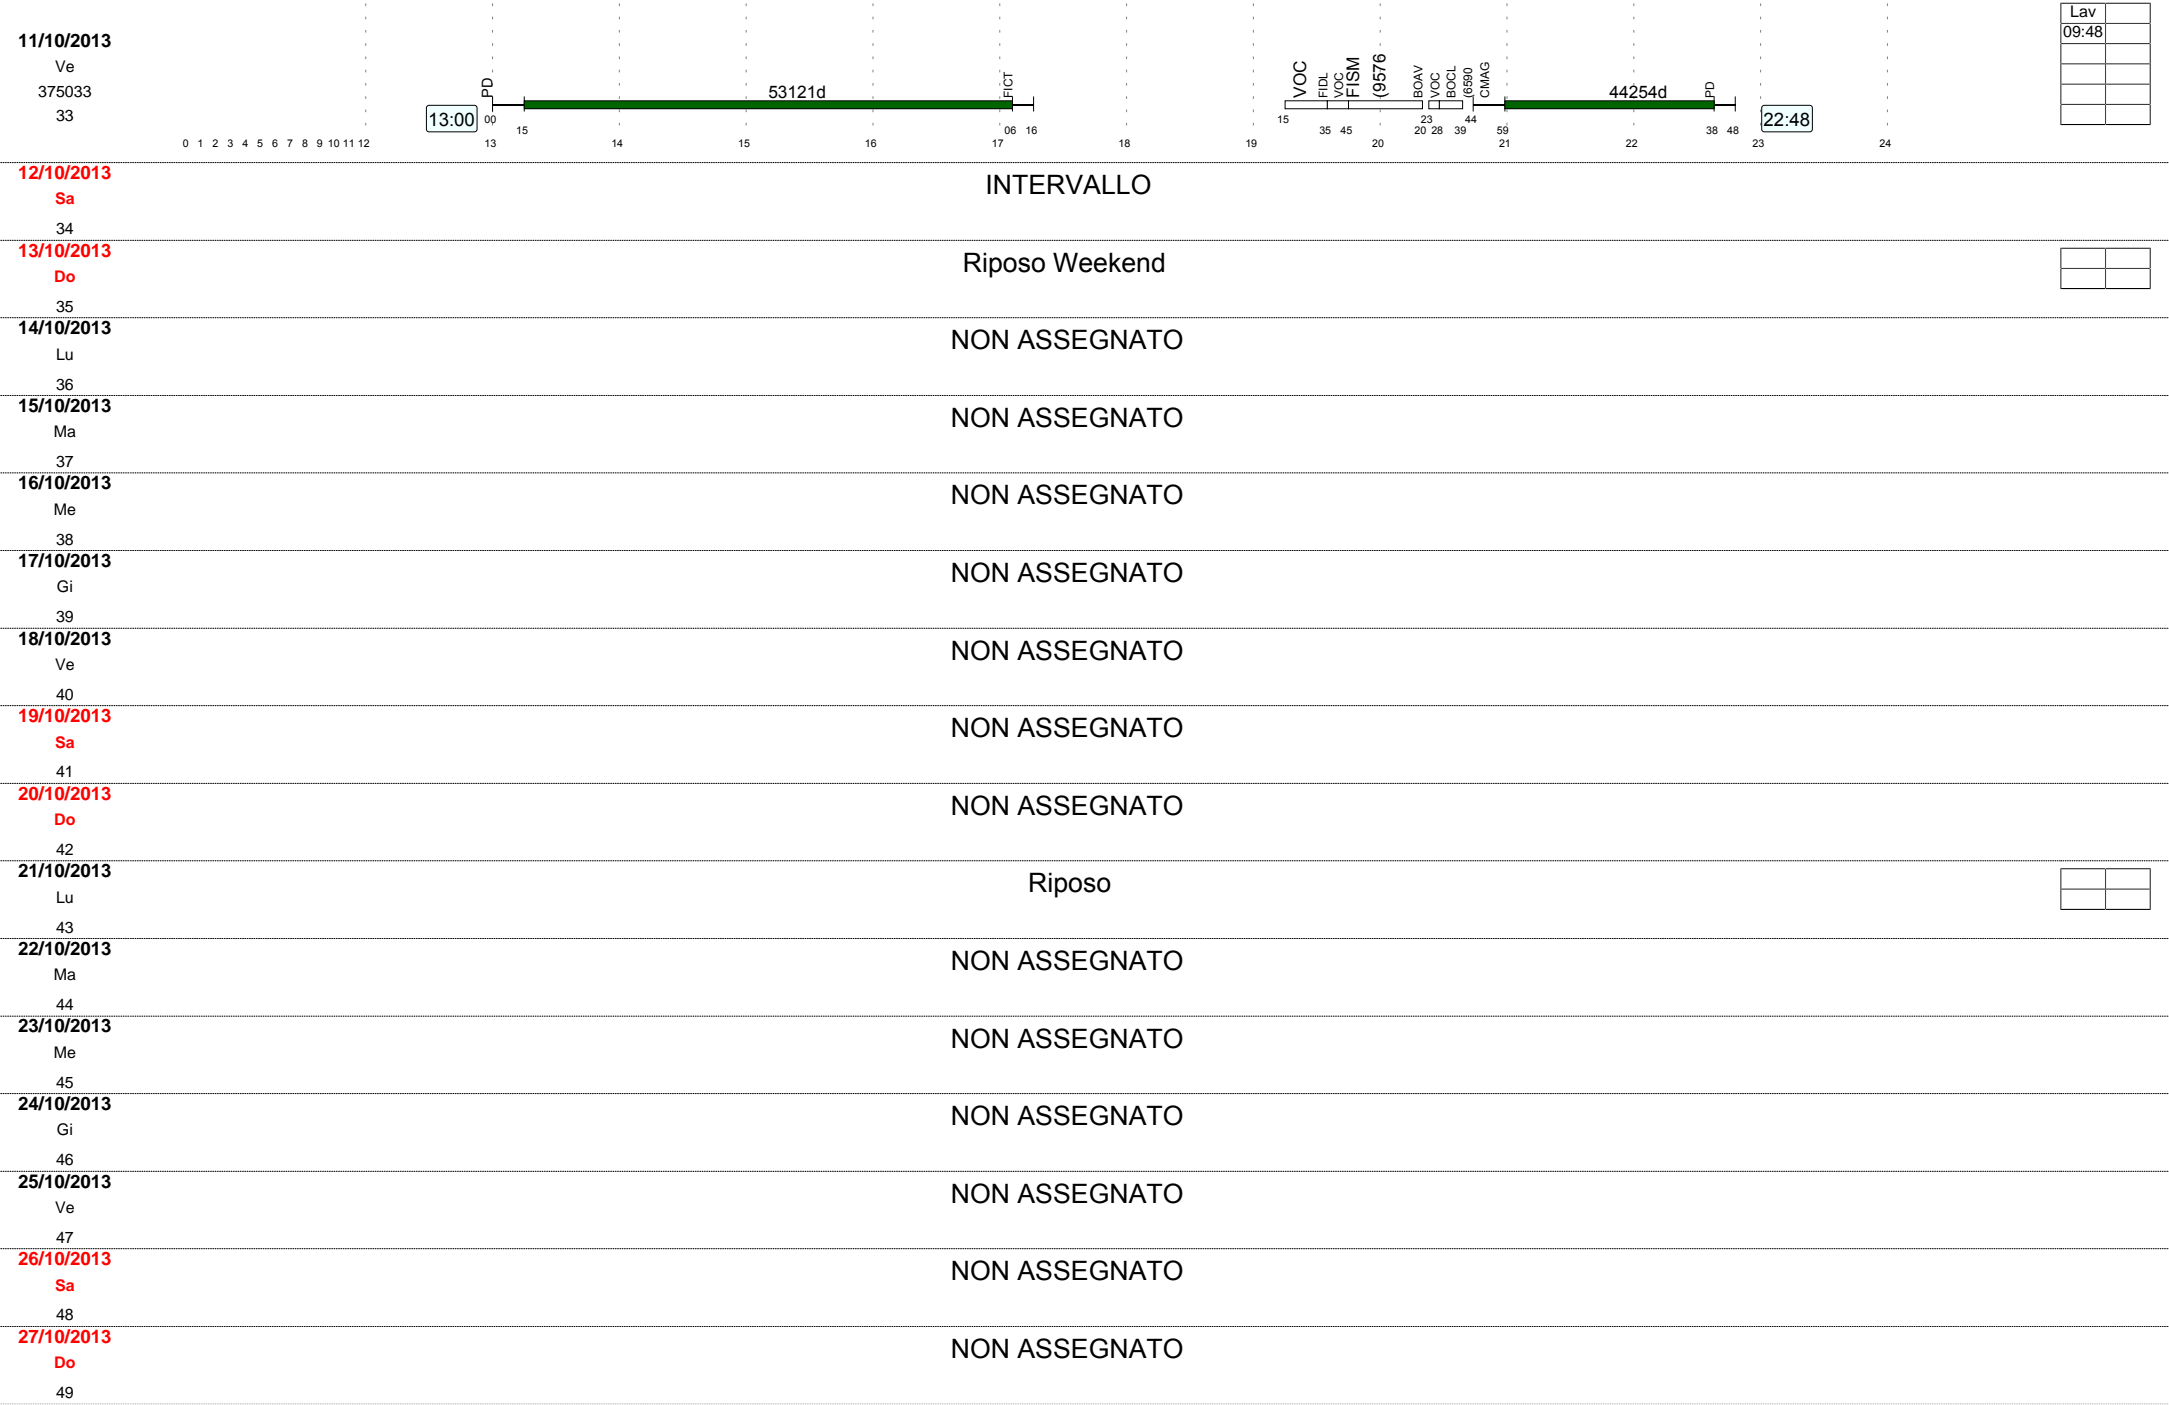 Lav
11/10/2013
09:48
Ve
375033
33
13:00
PD
53121d
FICT
VOC
FIDL
VOC
FISM
(9576
BOAV
VOC
BOCL
(6590
CMAG
44254d
PD
22:48
00 15 06 16 15 35 45 20 23 28 39 44 59 38 48
0 1 2 3 4 5 6 7 8 9 10 11 12 13 14 15 16 17 18 19 20 21 22 23 24
12/10/2013
INTERVALLO
Sa
34
13/10/2013
Riposo Weekend
Do
35
14/10/2013
NON ASSEGNATO
Lu
36
15/10/2013
NON ASSEGNATO
Ma
37
16/10/2013
NON ASSEGNATO
Me
38
17/10/2013
NON ASSEGNATO
Gi
39
18/10/2013
NON ASSEGNATO
Ve
40
19/10/2013
NON ASSEGNATO
Sa
41
20/10/2013
NON ASSEGNATO
Do
42
21/10/2013
Riposo
Lu
43
22/10/2013
NON ASSEGNATO
Ma
44
23/10/2013
NON ASSEGNATO
Me
45
24/10/2013
NON ASSEGNATO
Gi
46
25/10/2013
NON ASSEGNATO
Ve
47
26/10/2013
NON ASSEGNATO
Sa
48
27/10/2013
NON ASSEGNATO
Do
49